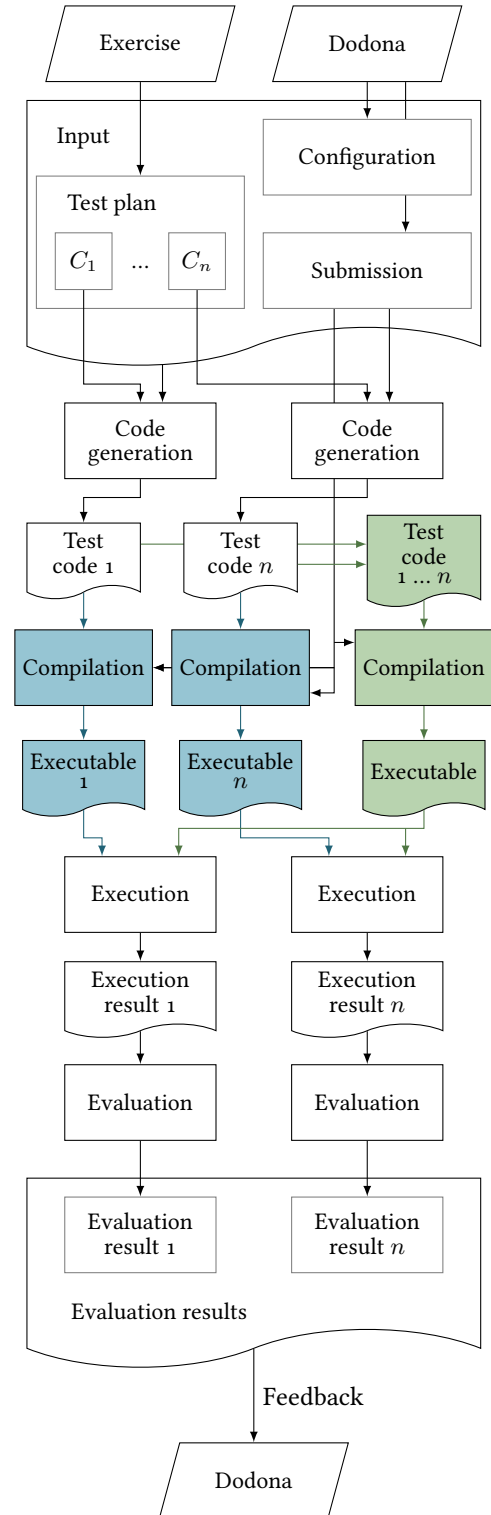 Exercise
Dodona
Input
Configuration
Test plan
C₁ ... Cₙ
Submission
Code
generation
Code
generation
Test
code 1
Test
code n
Test
code
1 ... n
Compilation
Compilation
Compilation
Executable
1
Executable
n
Executable
Execution
Execution
Execution
result 1
Execution
result n
Evaluation
Evaluation
Evaluation
result 1
Evaluation
result n
Evaluation results
Feedback
Dodona